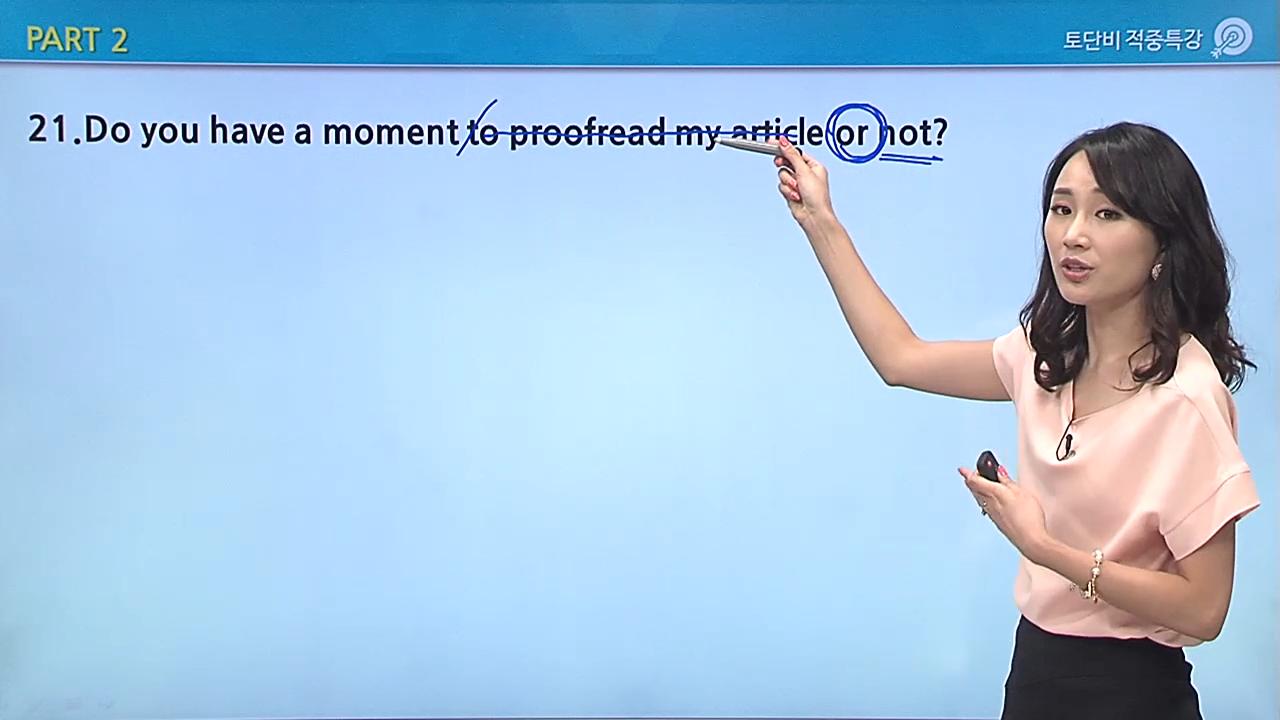 PART 2
토단비 적중특강
21.Do you have a moment to proofread my article or not?